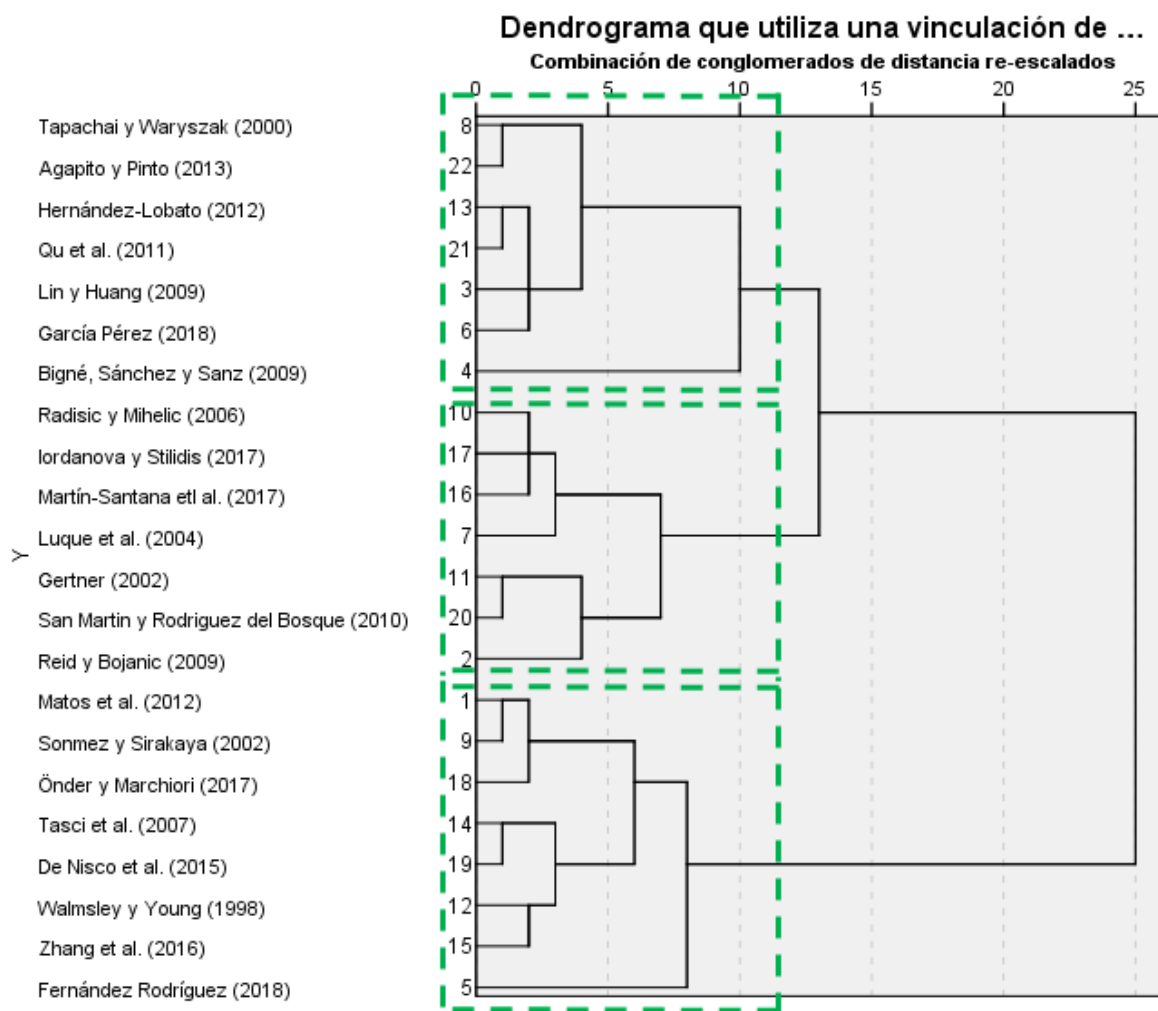 Dendrograma que utiliza una vinculación de ...
Combinación de conglomerados de distancia re-escalados
0 5 10 15 20 25
Tapachai y Waryszak (2000) 8
Agapito y Pinto (2013) 22
Hernández-Lobato (2012) 13
Qu et al. (2011) 21
Lin y Huang (2009) 3
García Pérez (2018) 6
Bigné, Sánchez y Sanz (2009) 4
Radisic y Mihelic (2006) 10
Iordanova y Stilidis (2017) 17
Martín-Santana etl al. (2017) 16
Luque et al. (2004) 7
Y
Gertner (2002) 11
San Martin y Rodriguez del Bosque (2010) 20
Reid y Bojanic (2009) 2
Matos et al. (2012) 1
Sonmez y Sirakaya (2002) 9
Önder y Marchiori (2017) 18
Tasci et al. (2007) 14
De Nisco et al. (2015) 19
Walmsley y Young (1998) 12
Zhang et al. (2016) 15
Fernández Rodríguez (2018) 5